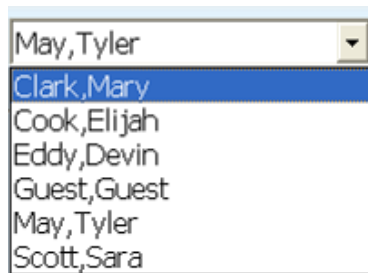 May,Tyler
Clark,Mary
Cook,Elijah
Eddy,Devin
Guest,Guest
May,Tyler
Scott,Sara